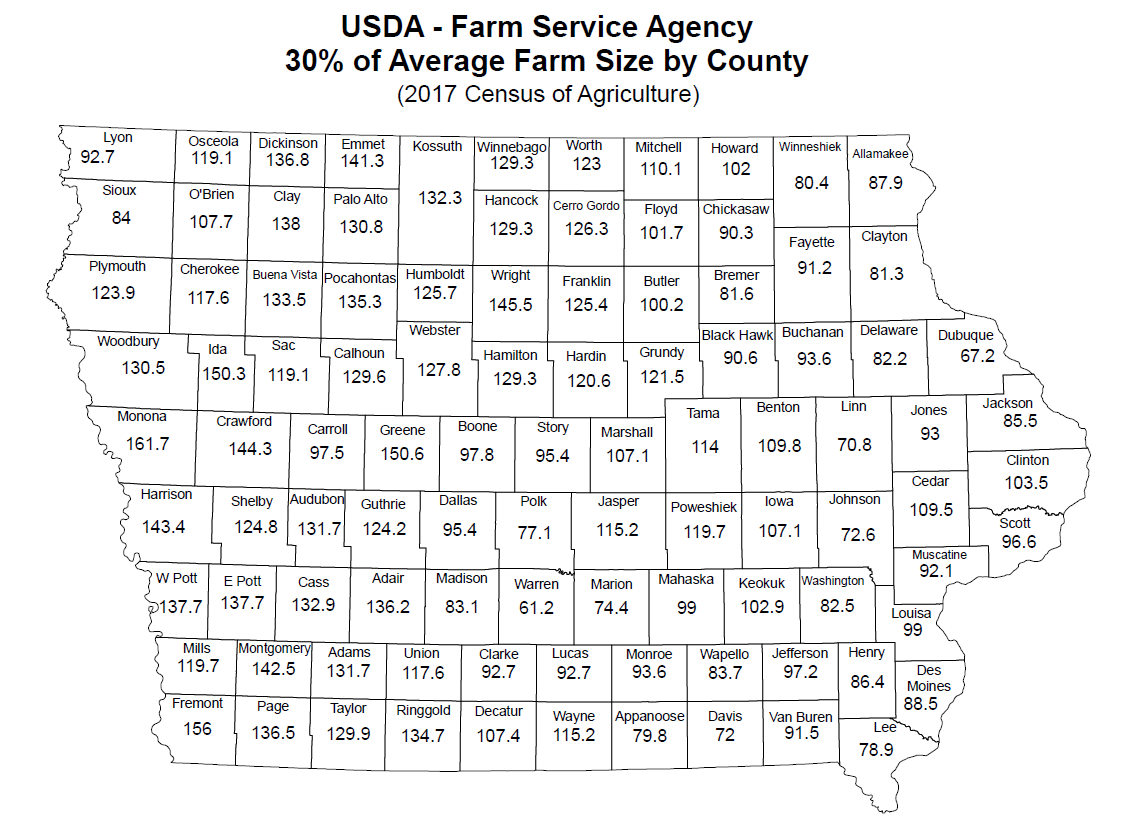 USDA - Farm Service Agency
30% of Average Farm Size by County
(2017 Census of Agriculture)
Lyon
92.7
Osceola
119.1
Dickinson
136.8
Emmet
141.3
Kossuth
132.3
Winnebago
129.3
Worth
123
Mitchell
110.1
Howard
102
Winneshiek
80.4
Allamakee
87.9
Sioux
84
O'Brien
107.7
Clay
138
Palo Alto
130.8
Hancock
129.3
Cerro Gordo
126.3
Floyd
101.7
Chickasaw
90.3
Fayette
91.2
Clayton
81.3
Plymouth
123.9
Cherokee
117.6
Buena Vista
133.5
Pocahontas
135.3
Humboldt
125.7
Wright
145.5
Franklin
125.4
Butler
100.2
Bremer
81.6
Woodbury
130.5
Ida
150.3
Sac
119.1
Calhoun
129.6
Webster
127.8
Hamilton
129.3
Hardin
120.6
Grundy
121.5
Black Hawk
90.6
Buchanan
93.6
Delaware
82.2
Dubuque
67.2
Monona
161.7
Crawford
144.3
Carroll
97.5
Greene
150.6
Boone
97.8
Story
95.4
Marshall
107.1
Tama
114
Benton
109.8
Linn
70.8
Jones
93
Jackson
85.5
Clinton
103.5
Harrison
143.4
Shelby
124.8
Audubon
131.7
Guthrie
124.2
Dallas
95.4
Polk
77.1
Jasper
115.2
Poweshiek
119.7
Iowa
107.1
Johnson
72.6
Cedar
109.5
Scott
96.6
Muscatine
92.1
W Pott
137.7
E Pott
137.7
Cass
132.9
Adair
136.2
Madison
83.1
Warren
61.2
Marion
74.4
Mahaska
99
Keokuk
102.9
Washington
82.5
Louisa
99
Mills
119.7
Montgomery
142.5
Adams
131.7
Union
117.6
Clarke
92.7
Lucas
92.7
Monroe
93.6
Wapello
83.7
Jefferson
97.2
Henry
86.4
Des
Moines
88.5
Fremont
156
Page
136.5
Taylor
129.9
Ringgold
134.7
Decatur
107.4
Wayne
115.2
Appanoose
79.8
Davis
72
Van Buren
91.5
Lee
78.9